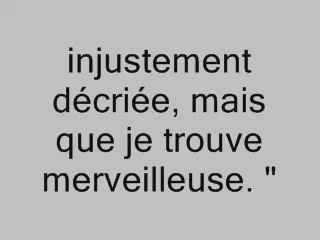 injustement
décriée, mais
que je trouve
merveilleuse. "